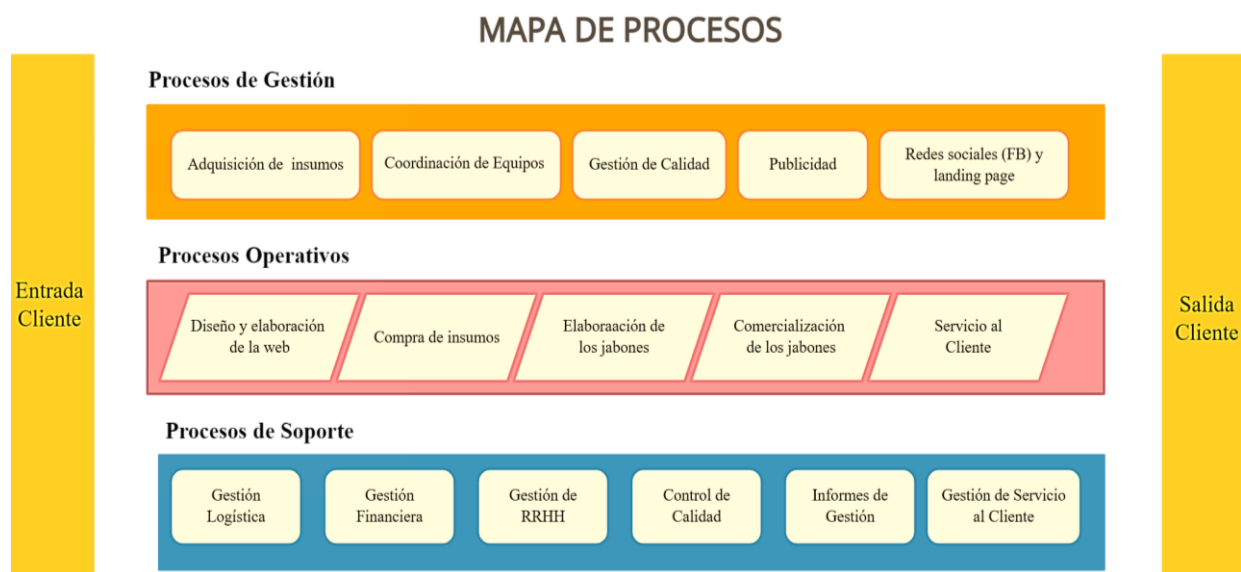 MAPA DE PROCESOS
Procesos de Gestión
Adquisición de insumos
Coordinación de Equipos
Gestión de Calidad
Publicidad
Redes sociales (FB) y
landing page
Procesos Operativos
Entrada
Cliente
Diseño y elaboración
de la web
Compra de insumos
Elaboraación de
los jabones
Comercialización
de los jabones
Servicio al
Cliente
Salida
Cliente
Procesos de Soporte
Gestión
Logística
Gestión
Financiera
Gestión de
RRHH
Control de
Calidad
Informes de
Gestión
Gestión de Servicio
al Cliente